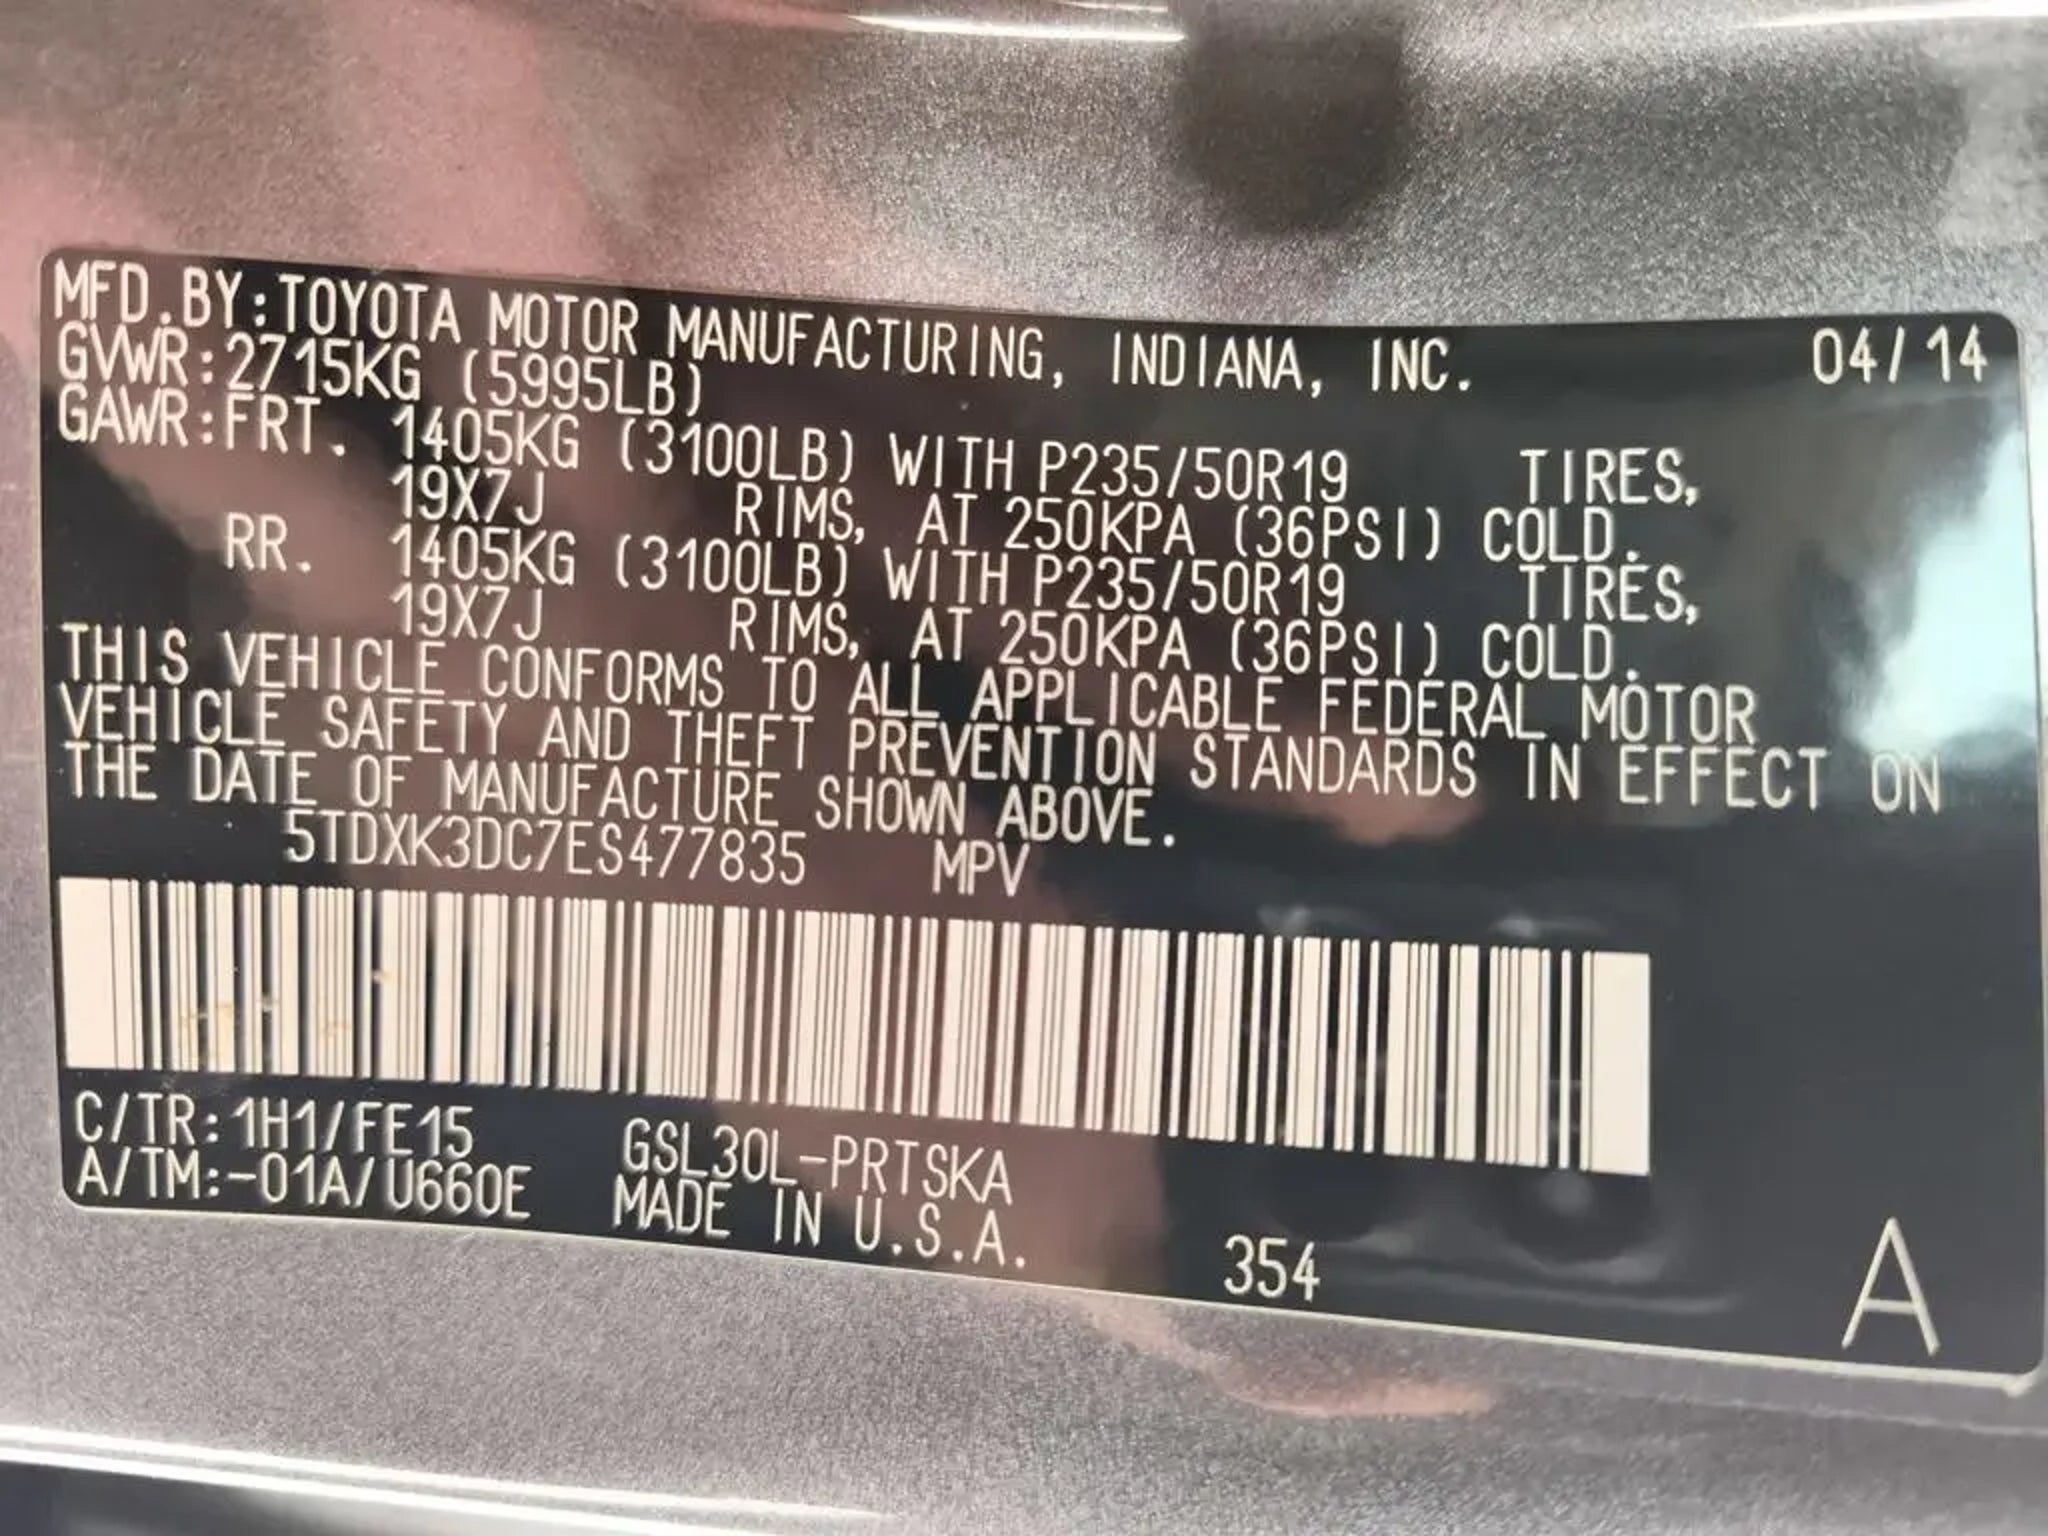 MFD.BY:TOYOTA MOTOR MANUFACTURING, INDIANA, INC. 04/14
GVWR:2715KG (5995LB)
GAWR:FRT. 1405KG (3100LB) WITH P235/50R19 TIRES,
19X7J RIMS, AT 250KPA (36PSI) COLD.
RR. 1405KG (3100LB) WITH P235/50R19 TIRES,
19X7J RIMS, AT 250KPA (36PSI) COLD.
THIS VEHICLE CONFORMS TO ALL APPLICABLE FEDERAL MOTOR
VEHICLE SAFETY AND THEFT PREVENTION STANDARDS IN EFFECT ON
THE DATE OF MANUFACTURE SHOWN ABOVE.
5TDXK3DC7ES477835 MPV
C/TR:1H1/FE15 GSL30L-PRTSKA
A/TM:-01A/U660E MADE IN U.S.A. 354 A